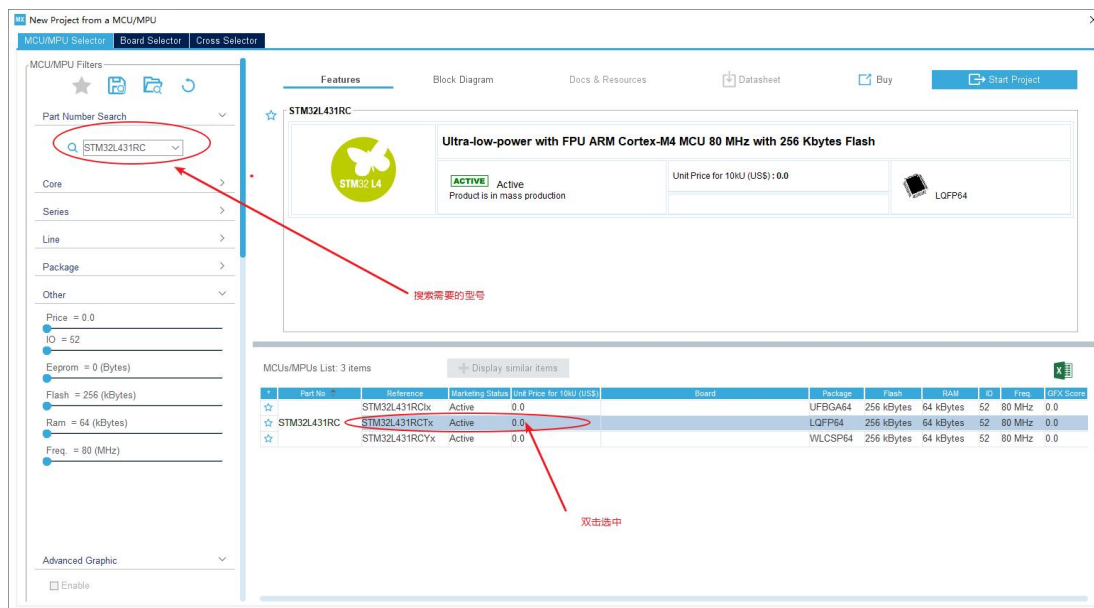 MX New Project from a MCU/MPU
MCU/MPU Selector Board Selector Cross Selector
MCU/MPU Filters
Part Number Search
STM32L431RC
Core
Series
Line
Package
Other
Price = 0.0
IO = 52
Eeprom = 0 (Bytes)
Flash = 256 (kBytes)
Ram = 64 (kBytes)
Freq. = 80 (MHz)
Advanced Graphic
Enable
Features Block Diagram Docs & Resources Datasheet Buy Start Project
STM32L431RC
STM32 L4
Ultra-low-power with FPU ARM Cortex-M4 MCU 80 MHz with 256 Kbytes Flash
ACTIVE Active
Product is in mass production
Unit Price for 10kU (US$) : 0.0
LQFP64
搜索需要的型号
MCUs/MPUs List: 3 items + Display similar items
* Part No Reference Marketing Status Unit Price for 10kU (US$) Board Package Flash RAM IO Freq. GFX Score
STM32L431RCIx Active 0.0 UFBGA64 256 kBytes 64 kBytes 52 80 MHz 0.0
STM32L431RC STM32L431RCTx Active 0.0 LQFP64 256 kBytes 64 kBytes 52 80 MHz 0.0
STM32L431RCYx Active 0.0 WLCSP64 256 kBytes 64 kBytes 52 80 MHz 0.0
双击选中